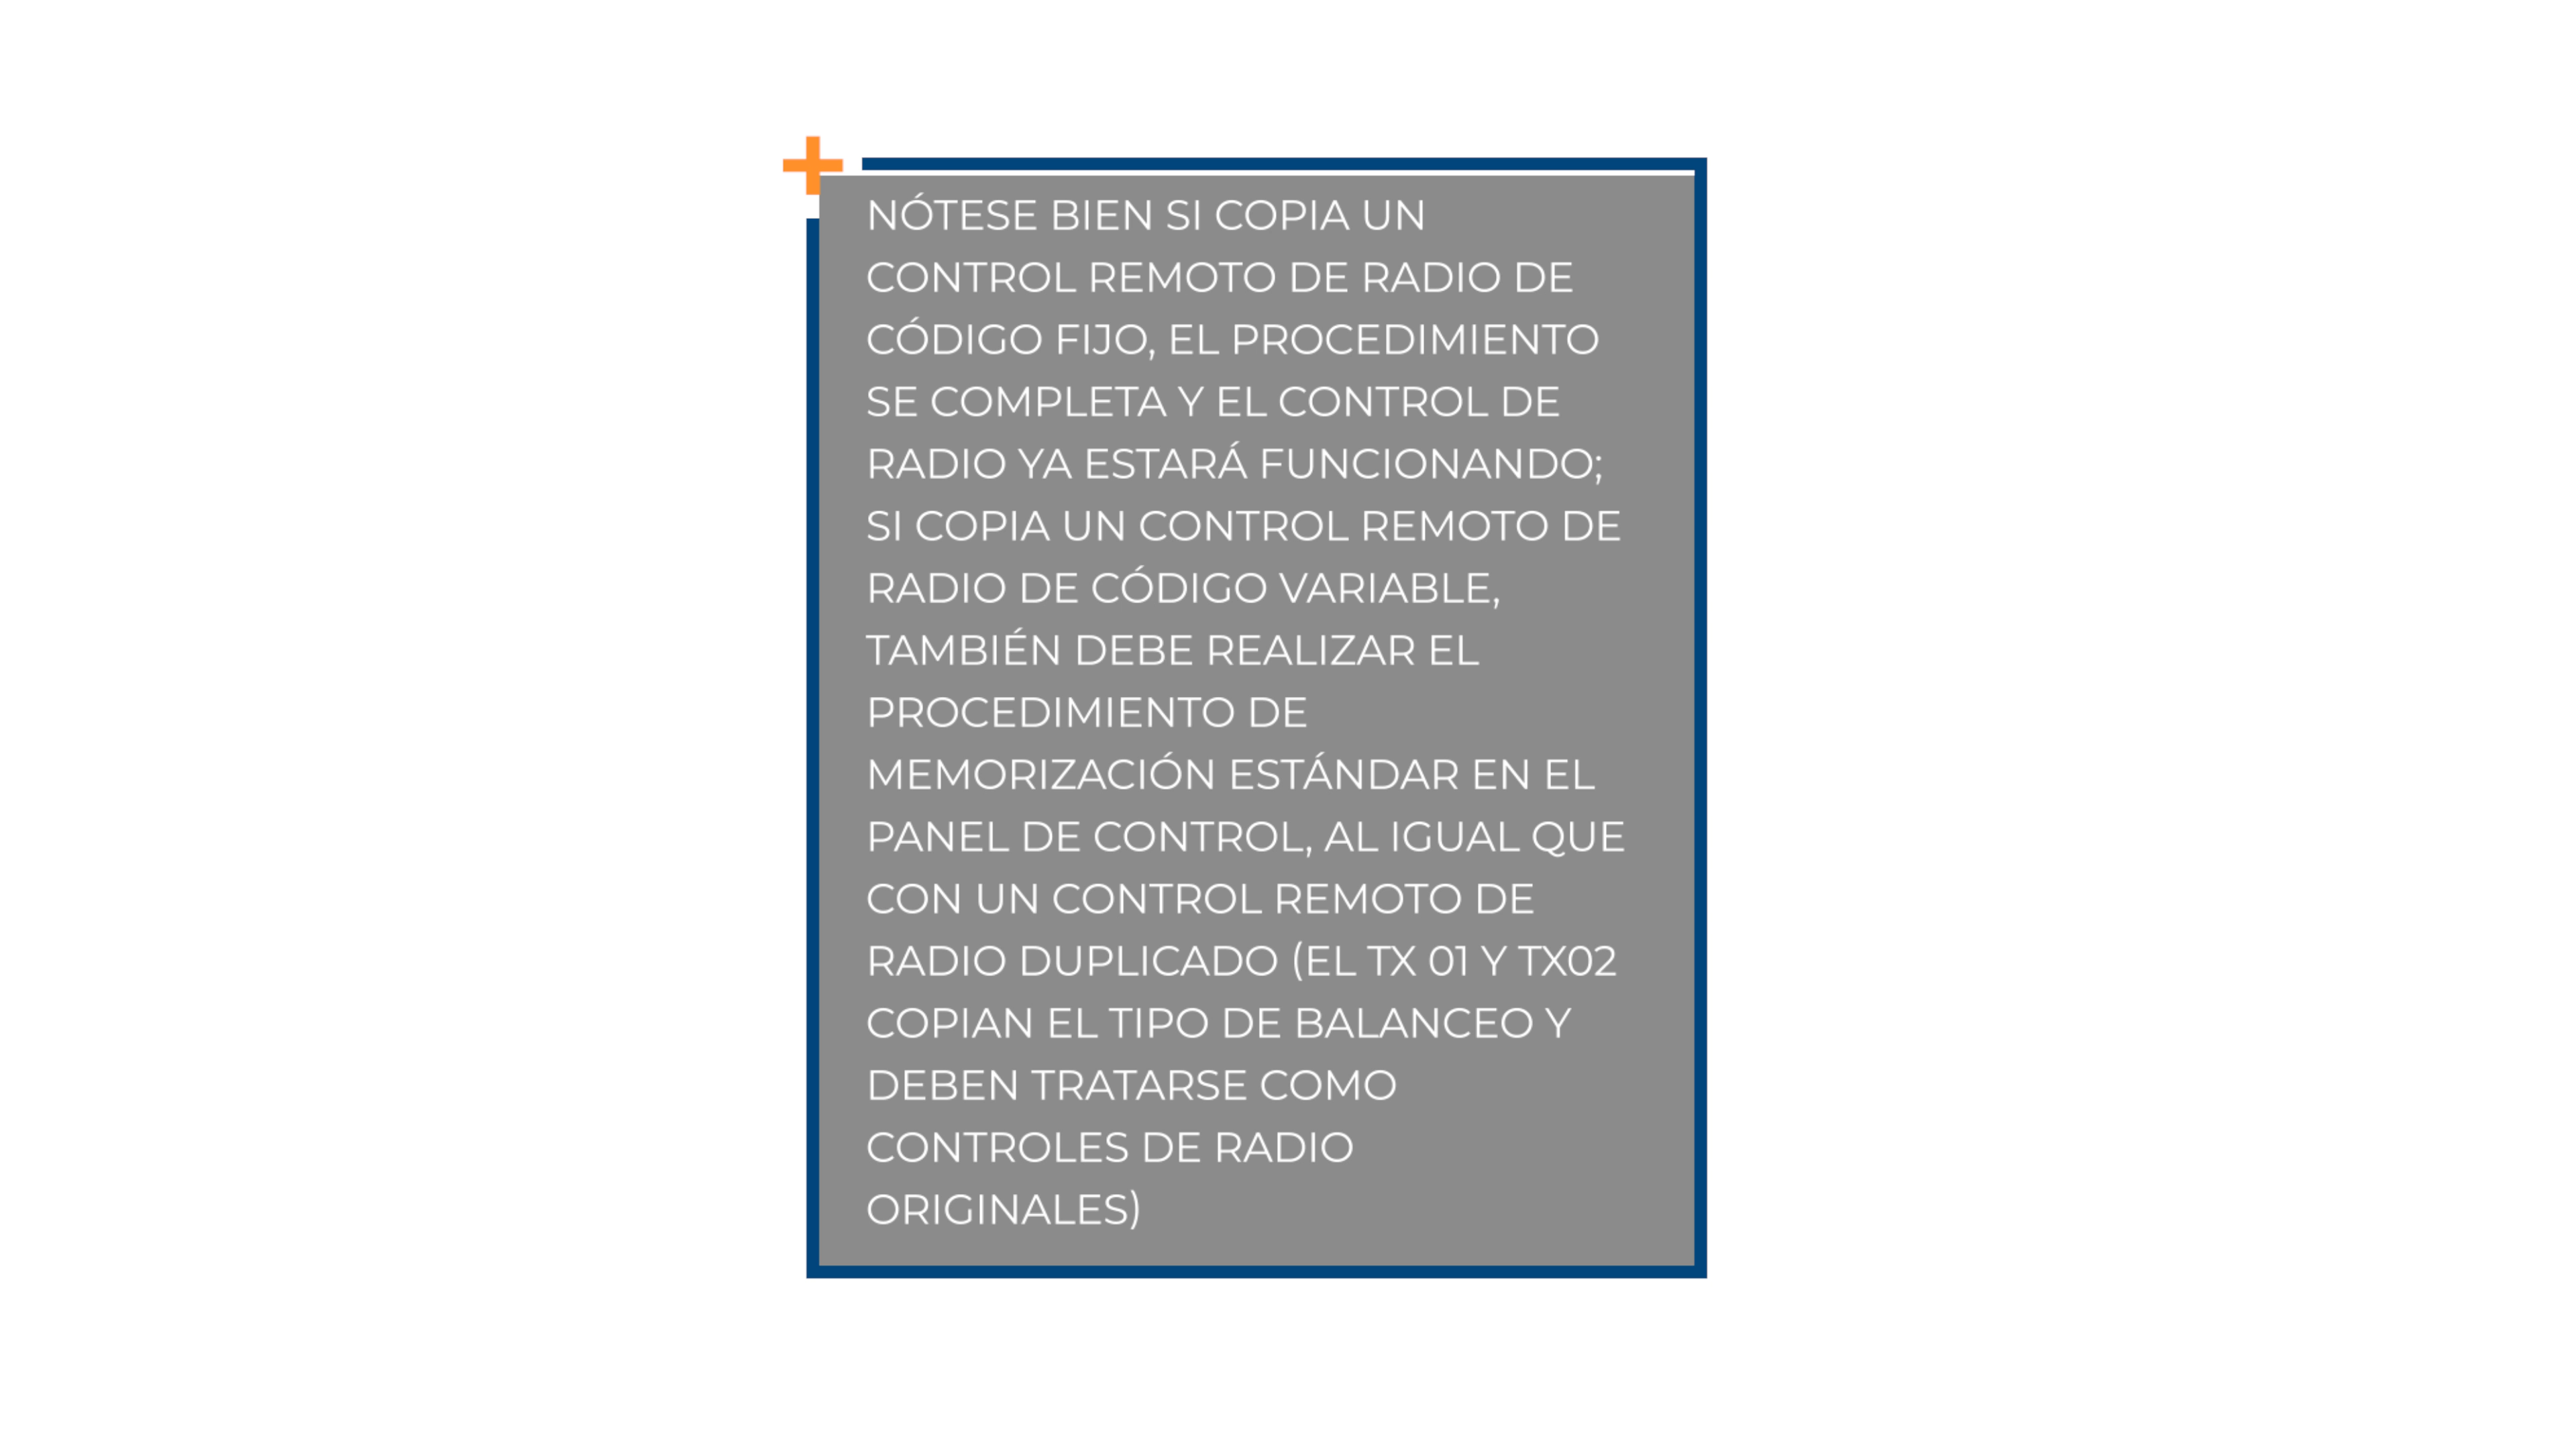 NÓTESE BIEN SI COPIA UN
CONTROL REMOTO DE RADIO DE
CÓDIGO FIJO, EL PROCEDIMIENTO
SE COMPLETA Y EL CONTROL DE
RADIO YA ESTARÁ FUNCIONANDO;
SI COPIA UN CONTROL REMOTO DE
RADIO DE CÓDIGO VARIABLE,
TAMBIÉN DEBE REALIZAR EL
PROCEDIMIENTO DE
MEMORIZACIÓN ESTÁNDAR EN EL
PANEL DE CONTROL, AL IGUAL QUE
CON UN CONTROL REMOTO DE
RADIO DUPLICADO (EL TX 01 Y TX02
COPIAN EL TIPO DE BALANCEO Y
DEBEN TRATARSE COMO
CONTROLES DE RADIO
ORIGINALES)